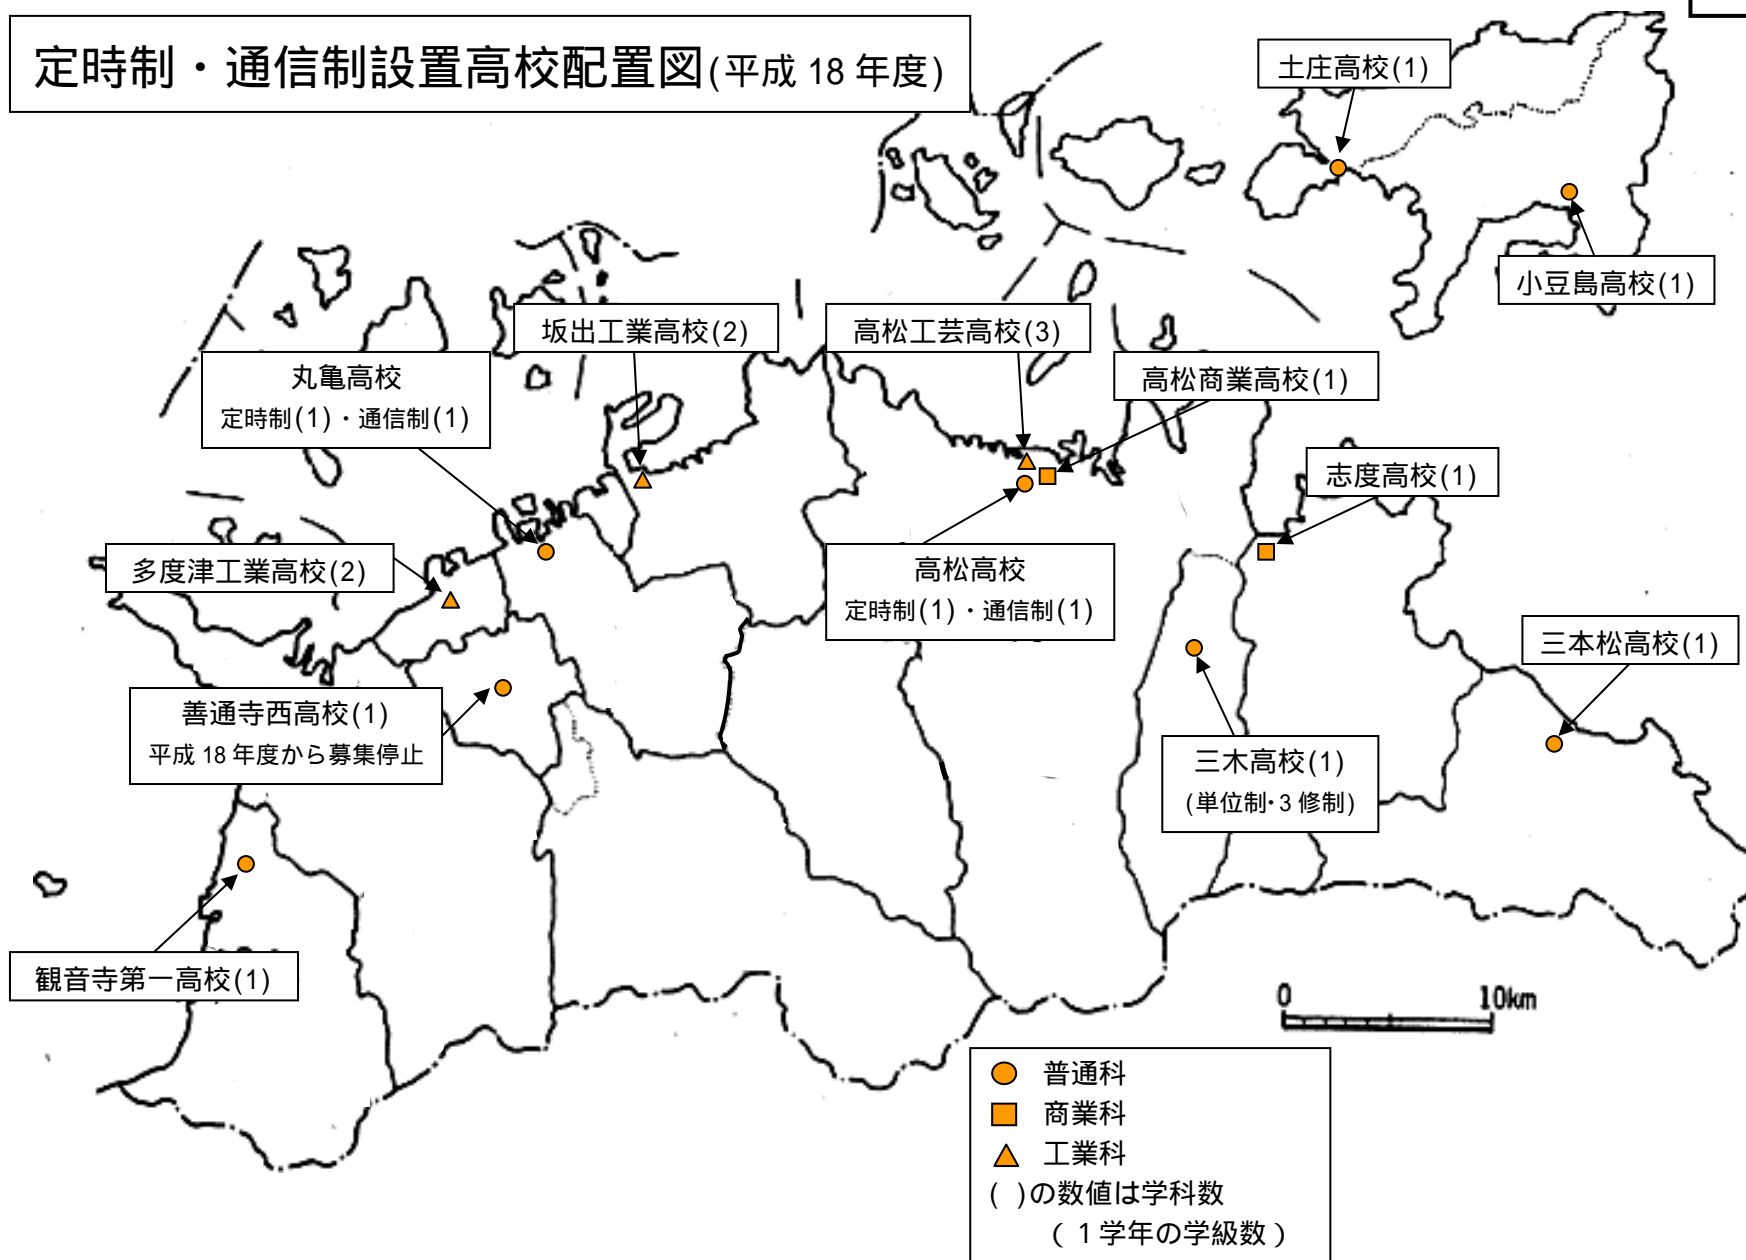 定時制・通信制設置高校配置図(平成 18 年度)
土庄高校(1)
小豆島高校(1)
坂出工業高校(2)
高松工芸高校(3)
丸亀高校
定時制(1)・通信制(1)
高松商業高校(1)
志度高校(1)
多度津工業高校(2)
高松高校
定時制(1)・通信制(1)
三本松高校(1)
善通寺西高校(1)
平成 18 年度から募集停止
三木高校(1)
(単位制・3 修制)
観音寺第一高校(1)
0 10km
普通科
商業科
工業科
( )の数値は学科数
( 1 学年の学級数 )